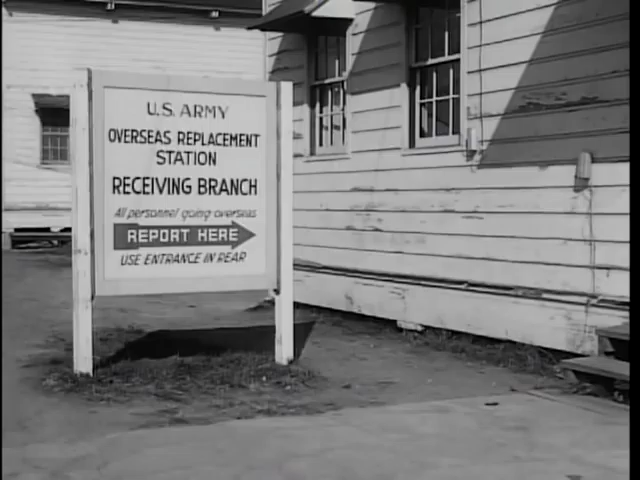 U.S. ARMY
OVERSEAS REPLACEMENT
STATION
RECEIVING BRANCH
All personnel going overseas
REPORT HERE
USE ENTRANCE IN REAR